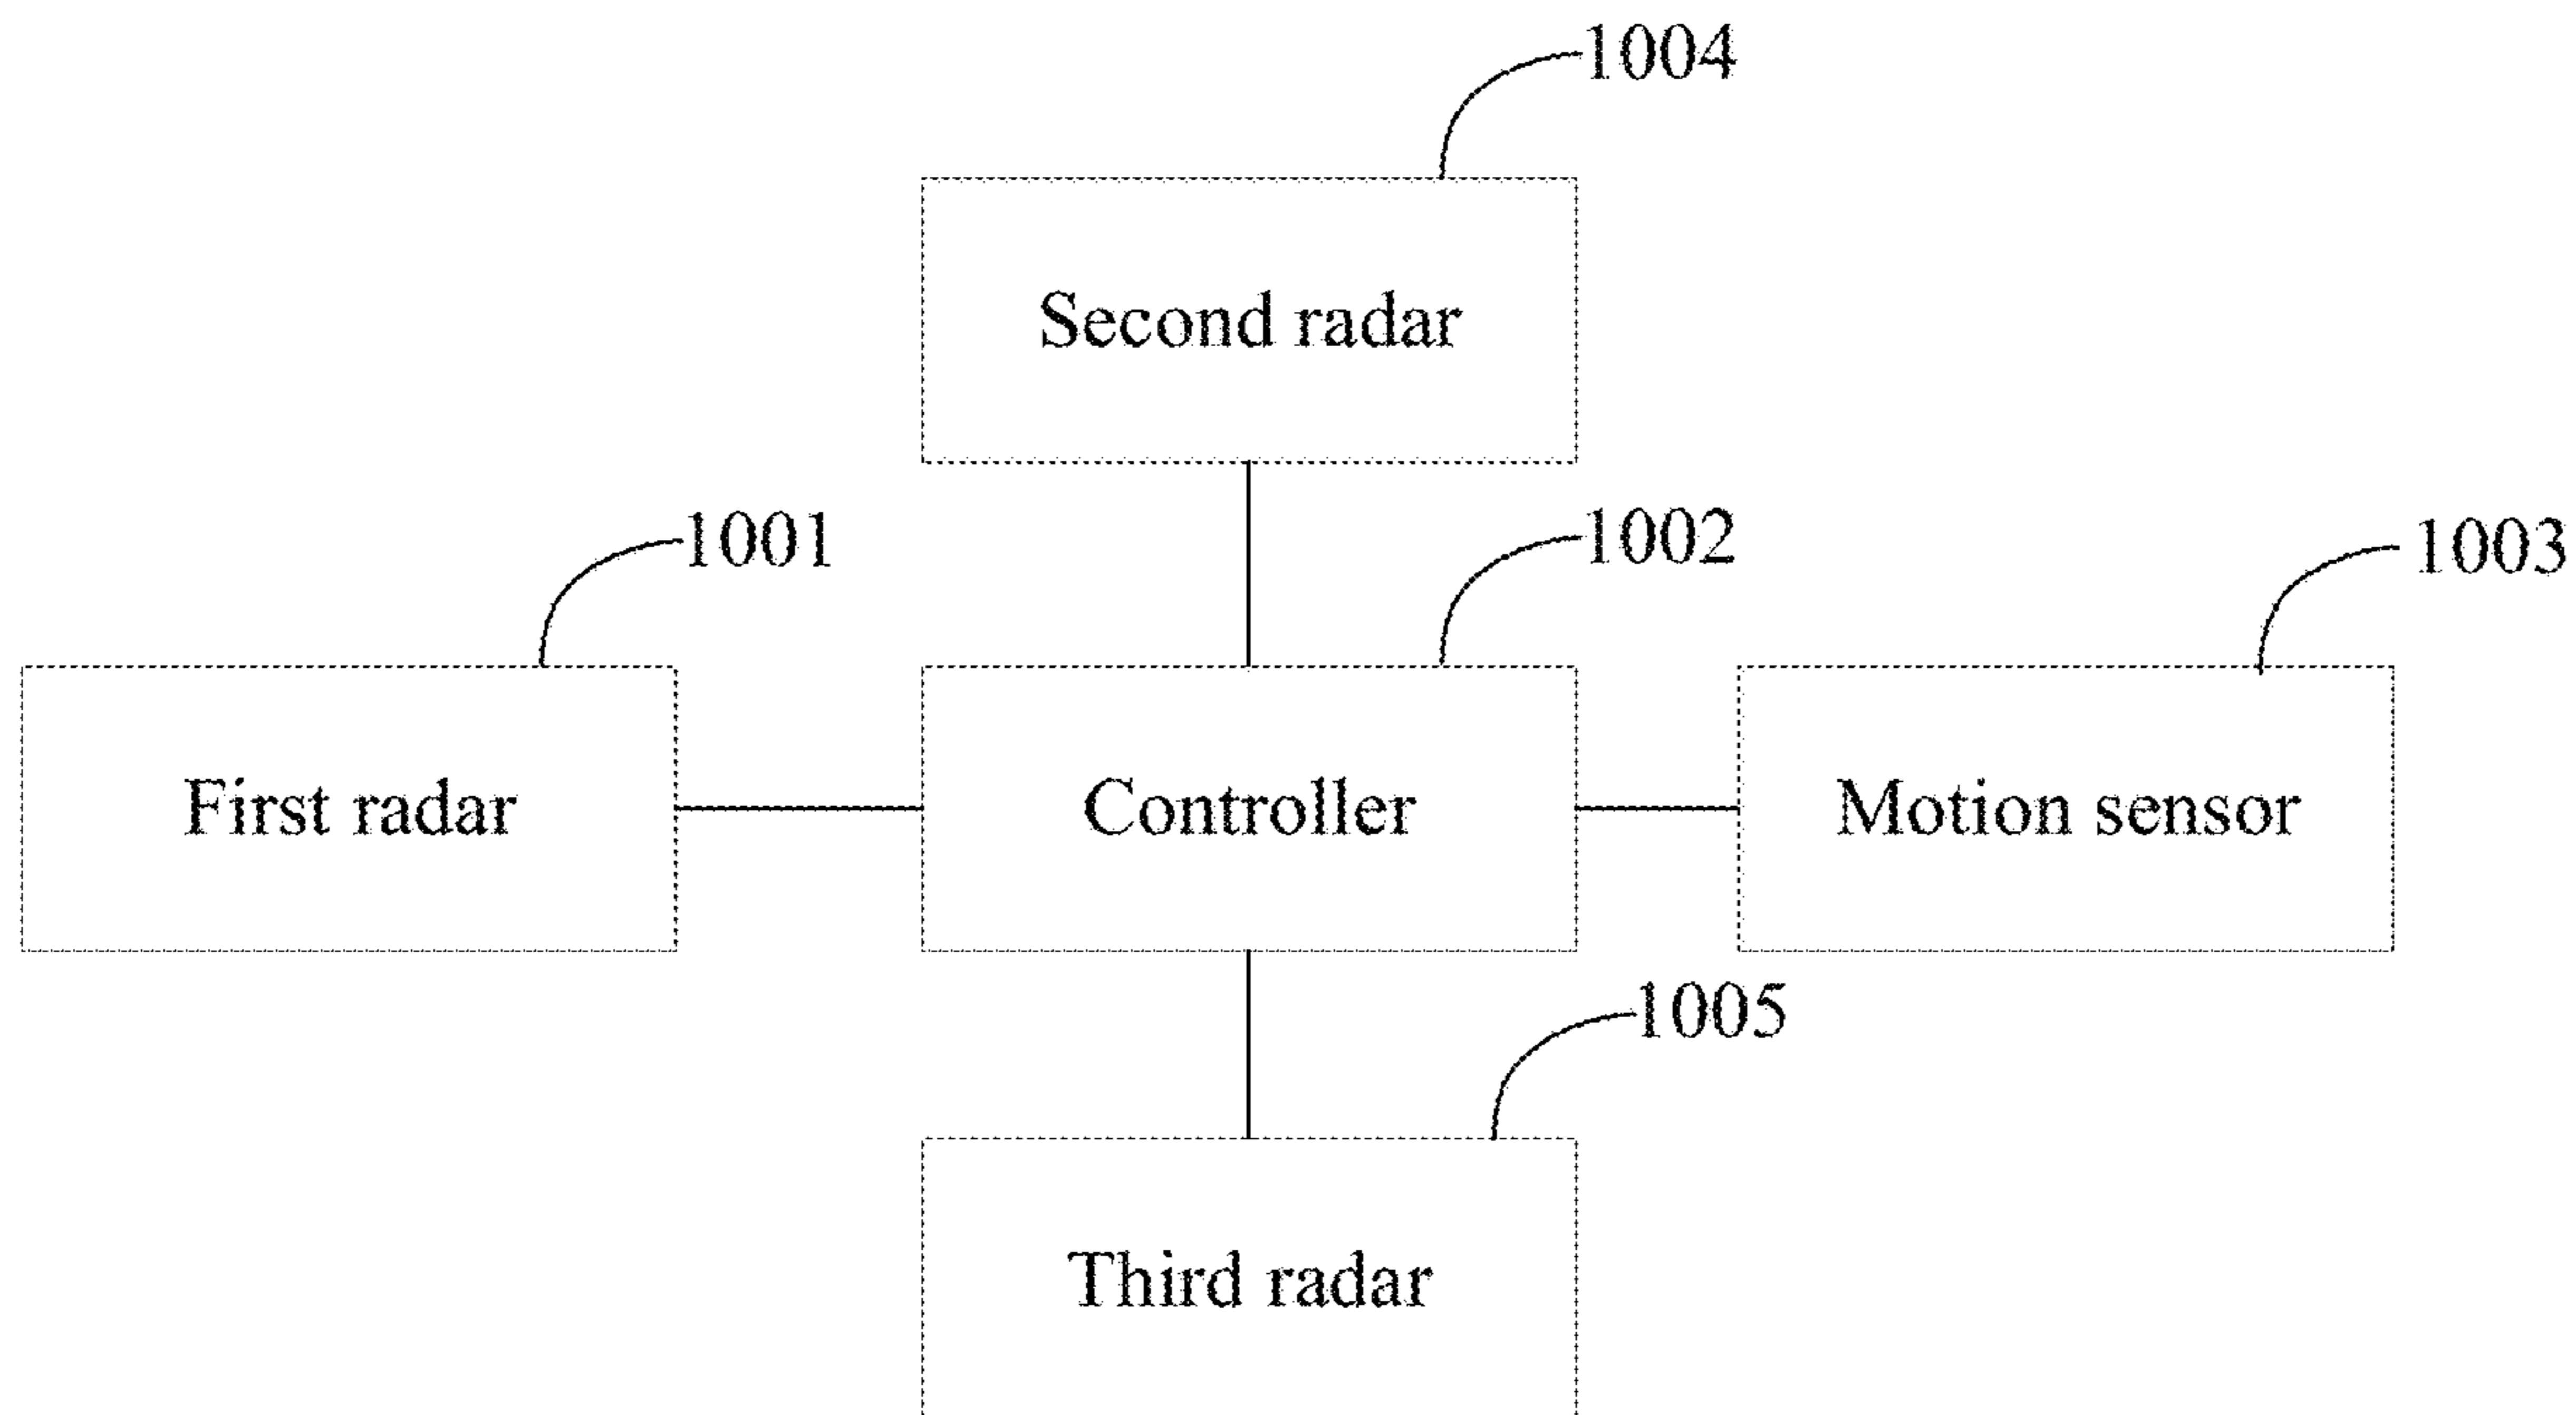 1004
Second radar
1001
1002
1003
First radar
Controller
Motion sensor
1005
Third radar